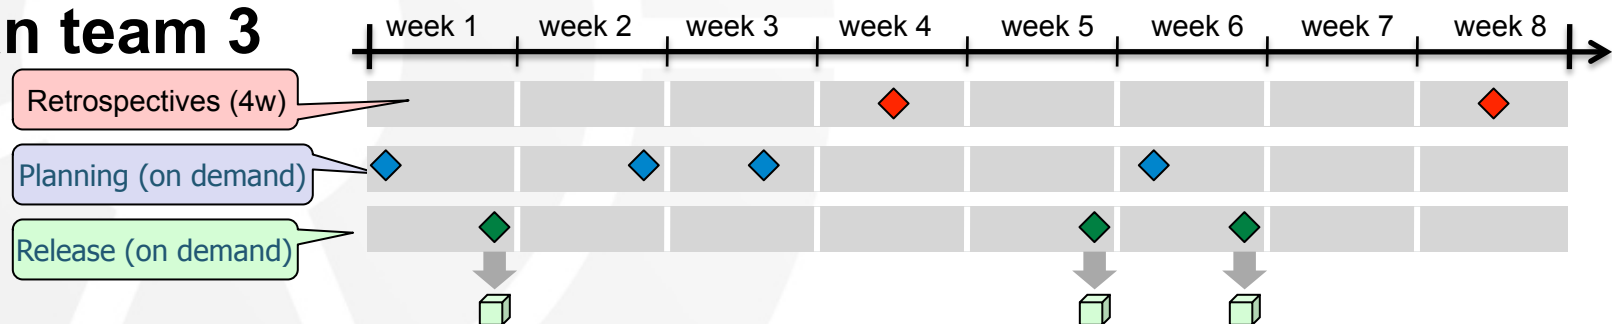 n team 3
week 1 week 2 week 3 week 4 week 5 week 6 week 7 week 8
Retrospectives (4w)
Planning (on demand)
Release (on demand)